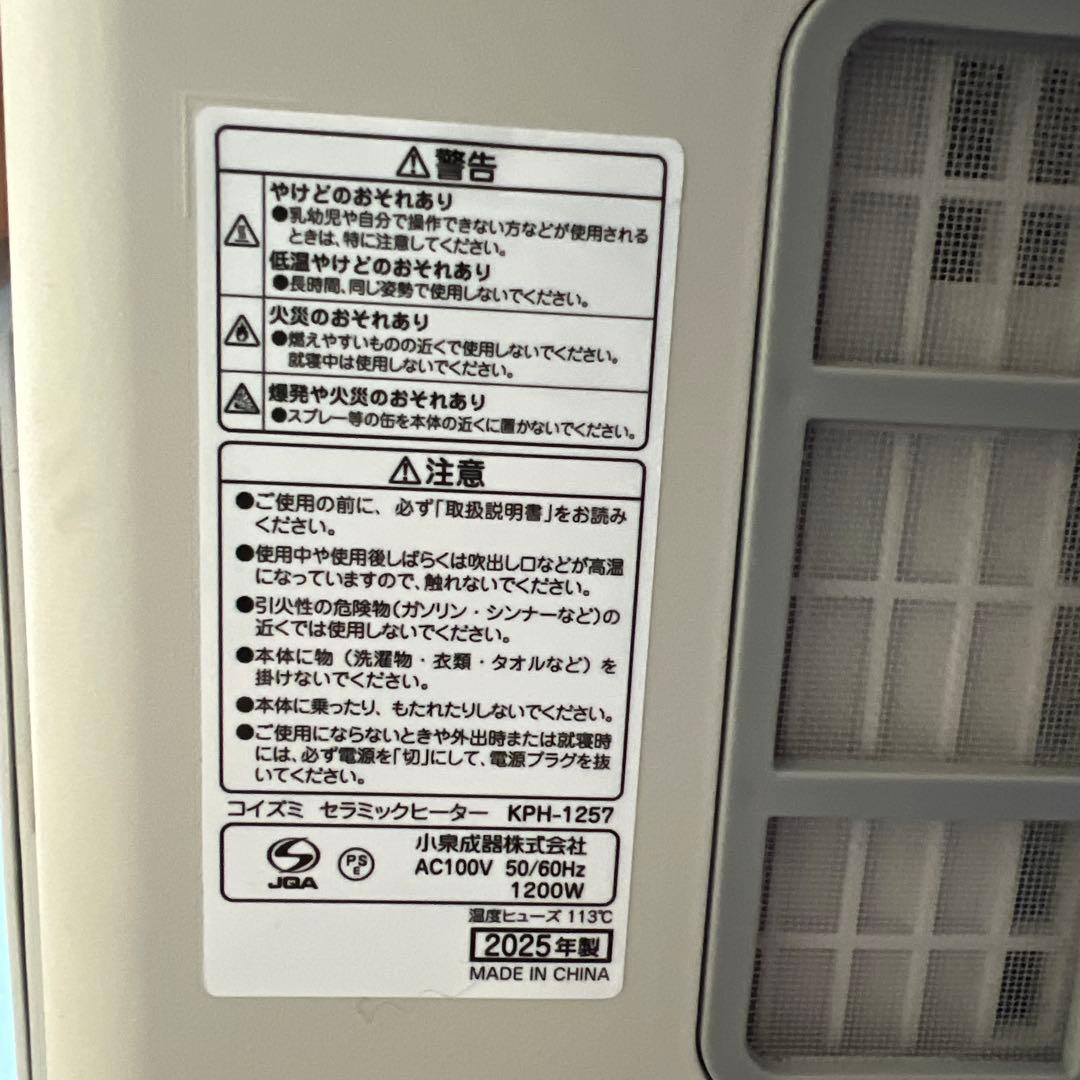 ⚠警告
やけどのおそれあり
●乳幼児や自分で操作できない方などが使用される
ときは、特に注意してください。
低温やけどのおそれあり
●長時間、同じ姿勢で使用しないでください。
火災のおそれあり
●燃えやすいものの近くで使用しないでください。
就寝中は使用しないでください。
爆発や火災のおそれあり
●スプレー等の缶を本体の近くに置かないでください。
⚠注意
●ご使用の前に、必ず「取扱説明書」をお読み
ください。
●使用中や使用後しばらくは吹出し口などが高温
になっていますので、触れないでください。
●引火性の危険物(ガソリン・シンナーなど)の
近くでは使用しないでください。
●本体に物（洗濯物・衣類・タオルなど）を
掛けないでください。
●本体に乗ったり、もたれたりしないでください。
●ご使用にならないときや外出時または就寝時
には、必ず電源を「切」にして、電源プラグを抜
いてください。
コイズミ セラミックヒーター KPH-1257
JQA
PSE
小泉成器株式会社
AC100V 50/60Hz
1200W
温度ヒューズ 113℃
2025年製
MADE IN CHINA